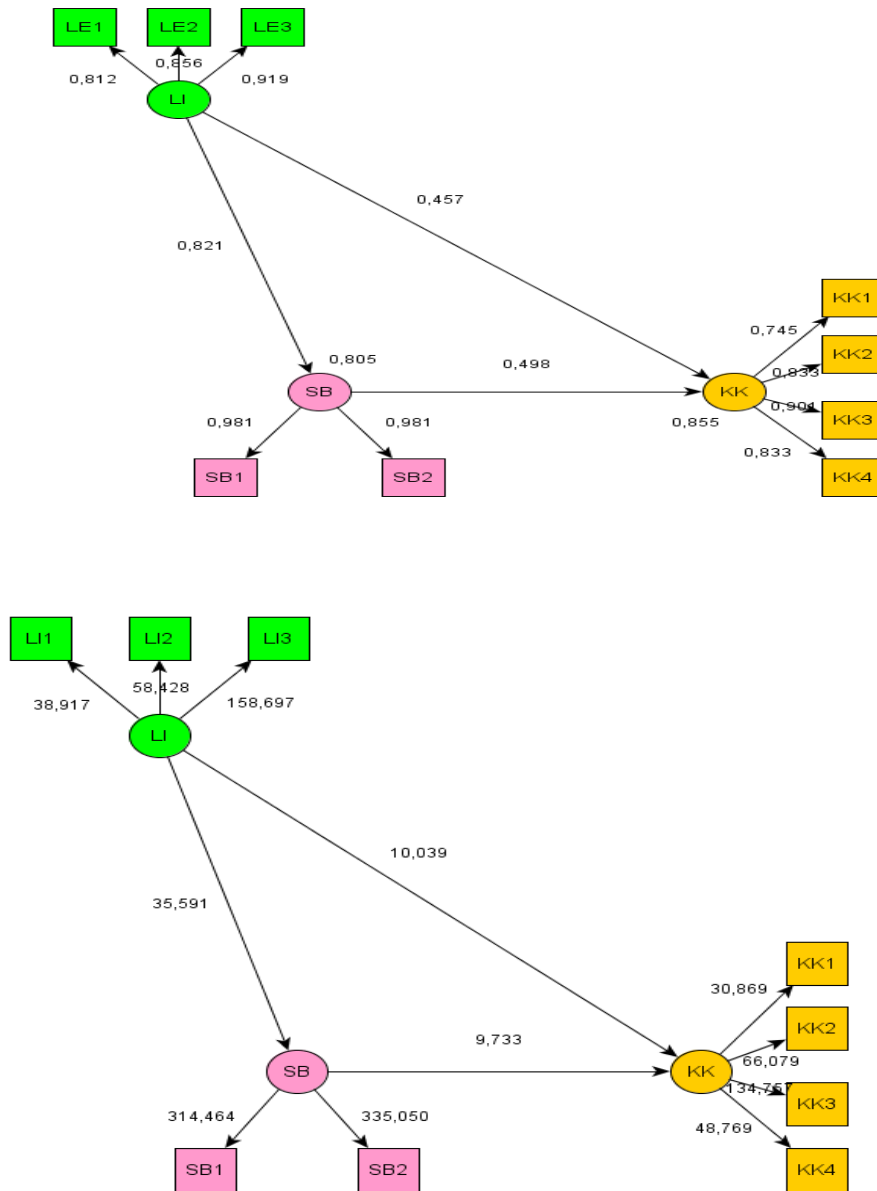 LE1 LE2 LE3
0,812 0,856 0,919
LI
0,457
0,821
KK1
0,745
KK2
0,805 0,498 0,833
SB KK
0,901 KK3
0,981 0,981 0,855
0,833
SB1 SB2 KK4
LI1 LI2 LI3
38,917 58,428 158,697
LI
10,039
35,591
KK1
30,869
KK2
9,733
66,079
SB KK
134,757 KK3
314,464 335,050
48,769
SB1 SB2 KK4